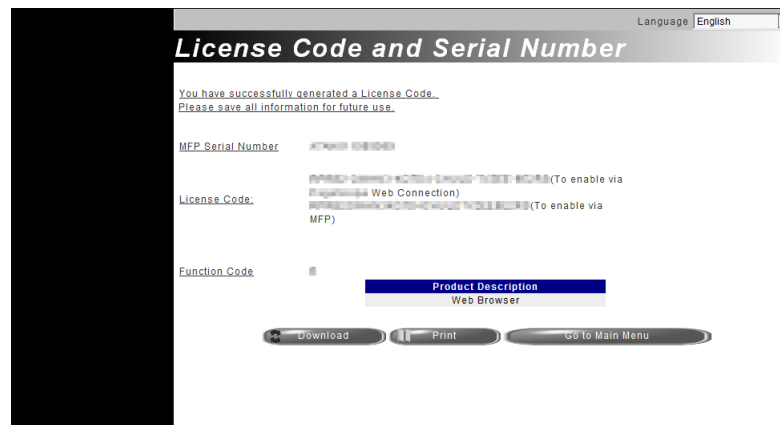 Language English
License Code and Serial Number
You have successfully generated a License Code.
Please save all information for future use.
MFP Serial Number
(To enable via
License Code: Web Connection)
(To enable via
MFP)
Function Code
Product Description
Web Browser
Download Print Go to Main Menu